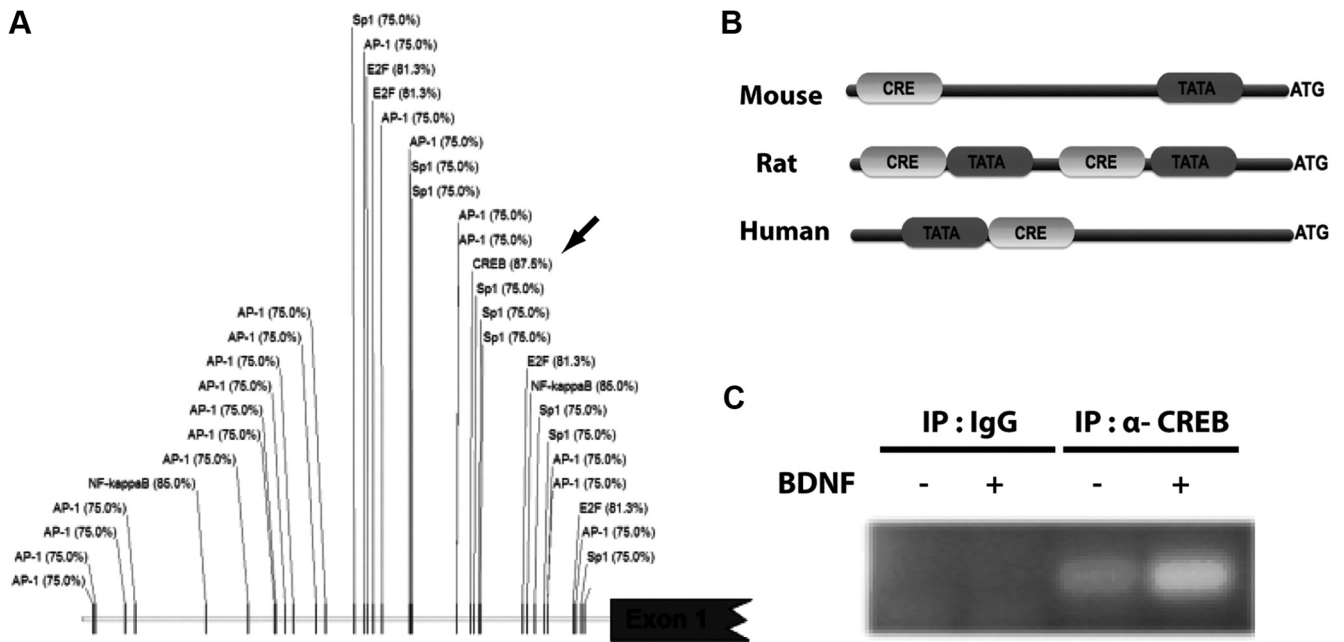 A
Sp1 (75.0%)
AP-1 (75.0%)
E2F (81.3%)
E2F (81.3%)
AP-1 (75.0%)
AP-1 (75.0%)
Sp1 (75.0%)
Sp1 (75.0%)
AP-1 (75.0%)
AP-1 (75.0%)
CREB (87.5%)
Sp1 (75.0%)
Sp1 (75.0%)
Sp1 (75.0%)
E2F (81.3%)
NF-kappaB (85.0%)
Sp1 (75.0%)
Sp1 (75.0%)
AP-1 (75.0%)
AP-1 (75.0%)
E2F (81.3%)
AP-1 (75.0%)
Sp1 (75.0%)
AP-1 (75.0%)
AP-1 (75.0%)
AP-1 (75.0%)
AP-1 (75.0%)
AP-1 (75.0%)
AP-1 (75.0%)
AP-1 (75.0%)
NF-kappaB (85.0%)
AP-1 (75.0%)
AP-1 (75.0%)
AP-1 (75.0%)
AP-1 (75.0%)
Exon 1
B
Mouse CRE TATA ATG
Rat CRE TATA CRE TATA ATG
Human TATA CRE ATG
C
IP : IgG IP : α- CREB
BDNF - + - +